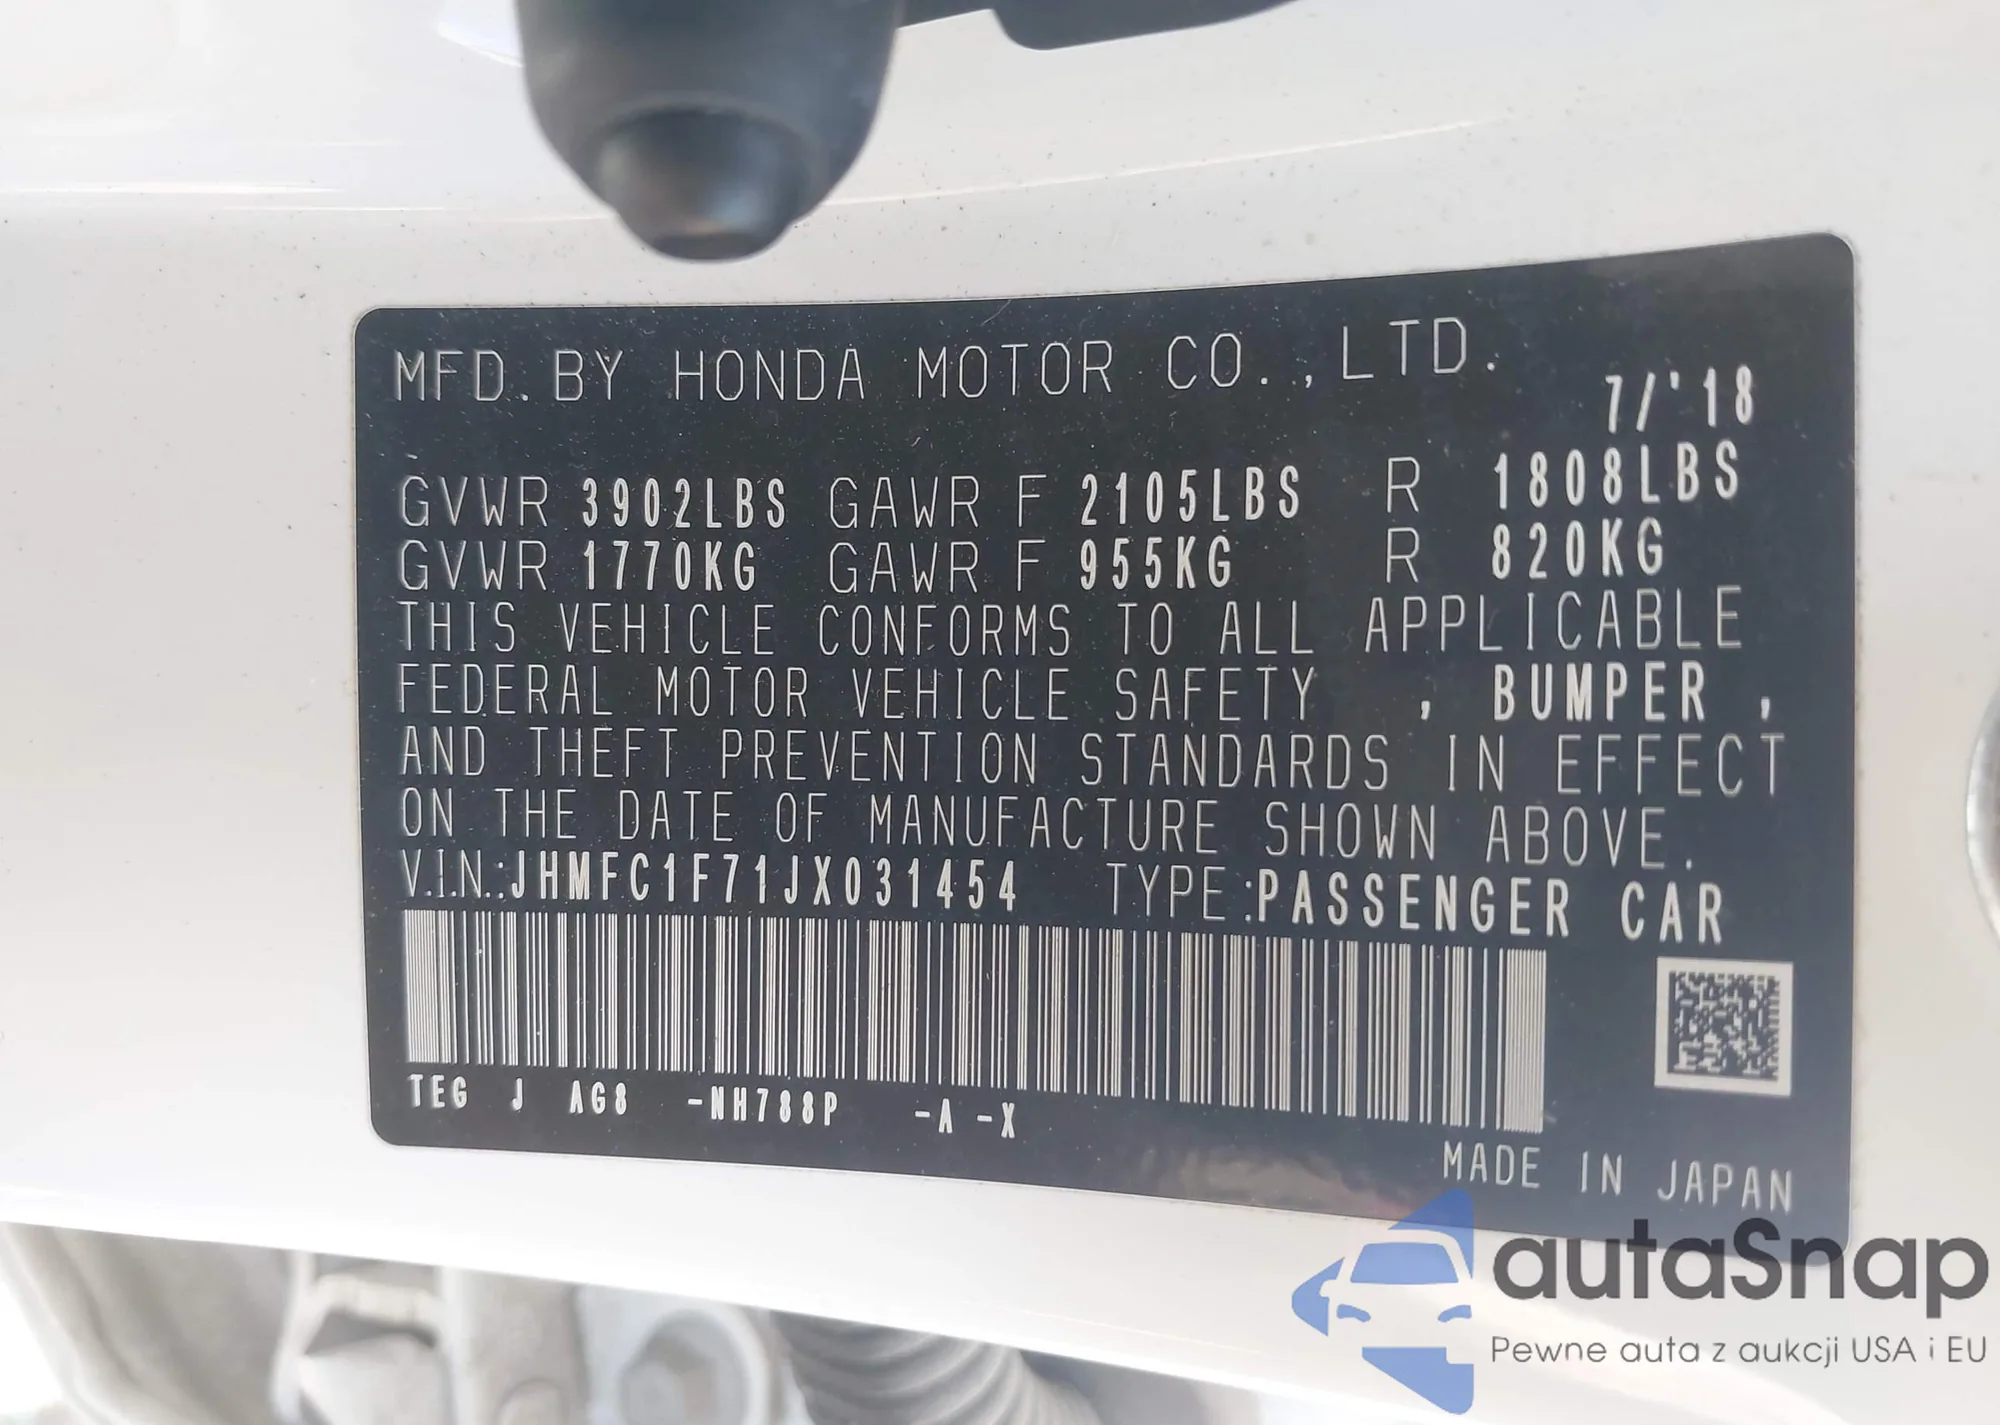 MFD. BY HONDA MOTOR CO., LTD.
7/'18
GVWR 3902LBS GAWR F 2105LBS R 1808LBS
GVWR 1770KG GAWR F 955KG R 820KG
THIS VEHICLE CONFORMS TO ALL APPLICABLE
FEDERAL MOTOR VEHICLE SAFETY , BUMPER ,
AND THEFT PREVENTION STANDARDS IN EFFECT
ON THE DATE OF MANUFACTURE SHOWN ABOVE.
V.I.N.:JHMFC1F71JX031454 TYPE:PASSENGER CAR
TEG J AG8 -NH788P -A -X
MADE IN JAPAN
autaSnap
Pewne auta z aukcji USA i EU